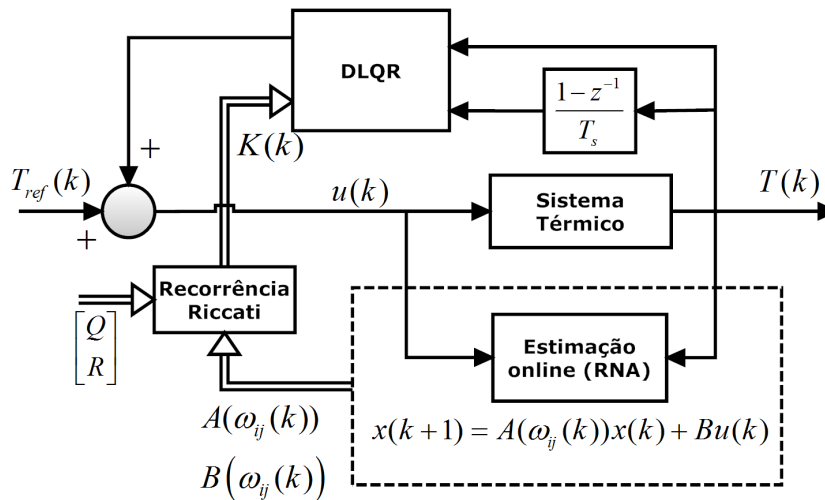 DLQR
1 − z⁻¹
Tₛ
K(k)
+
T_ref(k)
+
u(k)
Sistema
Térmico
T(k)
Recorrência
Riccati
[Q
R]
Estimação
online (RNA)
x(k+1) = A(ω_ij(k))x(k) + Bu(k)
A(ω_ij(k))
B(ω_ij(k))